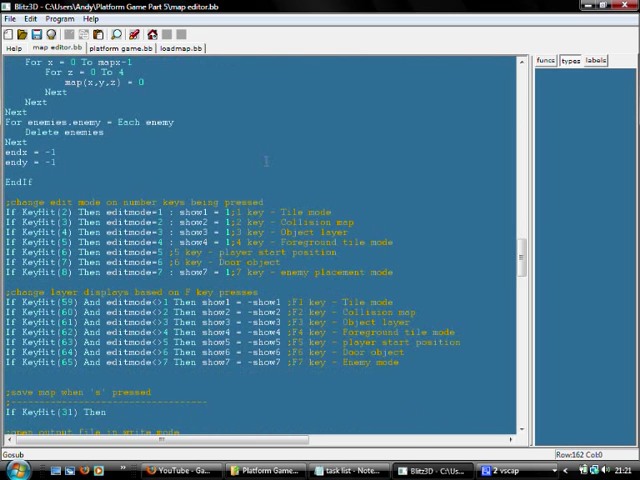 Blitz3D - C:\Users\Andy\Platform Game Part 5\map editor.bb
File Edit Program Help
Help map editor.bb platform game.bb loadmap.bb
funcs types labels
For x = 0 To mapx-1
For z = 0 To 4
map(x,y,z) = 0
Next
Next
Next
For enemies.enemy = Each enemy
Delete enemies
Next
endx = -1
endy = -1
EndIf
;change edit mode on number keys being pressed
If KeyHit(2) Then editmode=1 : show1 = 1;1 key - Tile mode
If KeyHit(3) Then editmode=2 : show2 = 1;2 key - Collision map
If KeyHit(4) Then editmode=3 : show3 = 1;3 key - Object layer
If KeyHit(5) Then editmode=4 : show4 = 1;4 key - Foreground tile mode
If KeyHit(6) Then editmode=5 ;5 key - player start position
If KeyHit(7) Then editmode=6 ;6 key - Door object
If KeyHit(8) Then editmode=7 : show7 = 1;7 key - enemy placement mode
;change layer displays based on F key presses
If KeyHit(59) And editmode<>1 Then show1 = -show1 ;F1 key - Tile mode
If KeyHit(60) And editmode<>2 Then show2 = -show2 ;F2 key - Collision map
If KeyHit(61) And editmode<>3 Then show3 = -show3 ;F3 key - Object layer
If KeyHit(62) And editmode<>4 Then show4 = -show4 ;F4 key - Foreground tile mode
If KeyHit(63) And editmode<>5 Then show5 = -show5 ;F5 key - player start position
If KeyHit(64) And editmode<>6 Then show6 = -show6 ;F6 key - Door object
If KeyHit(65) And editmode<>7 Then show7 = -show7 ;F7 key - Enemy mode
;save map when 's' pressed
;-----------------------------------
If KeyHit(31) Then
;open output file in write mode
Gosub
Row:162 Col:0
YouTube - Ga... Platform Game... task list - Note... Blitz3D - C:\Us... 2 vscap 21:21